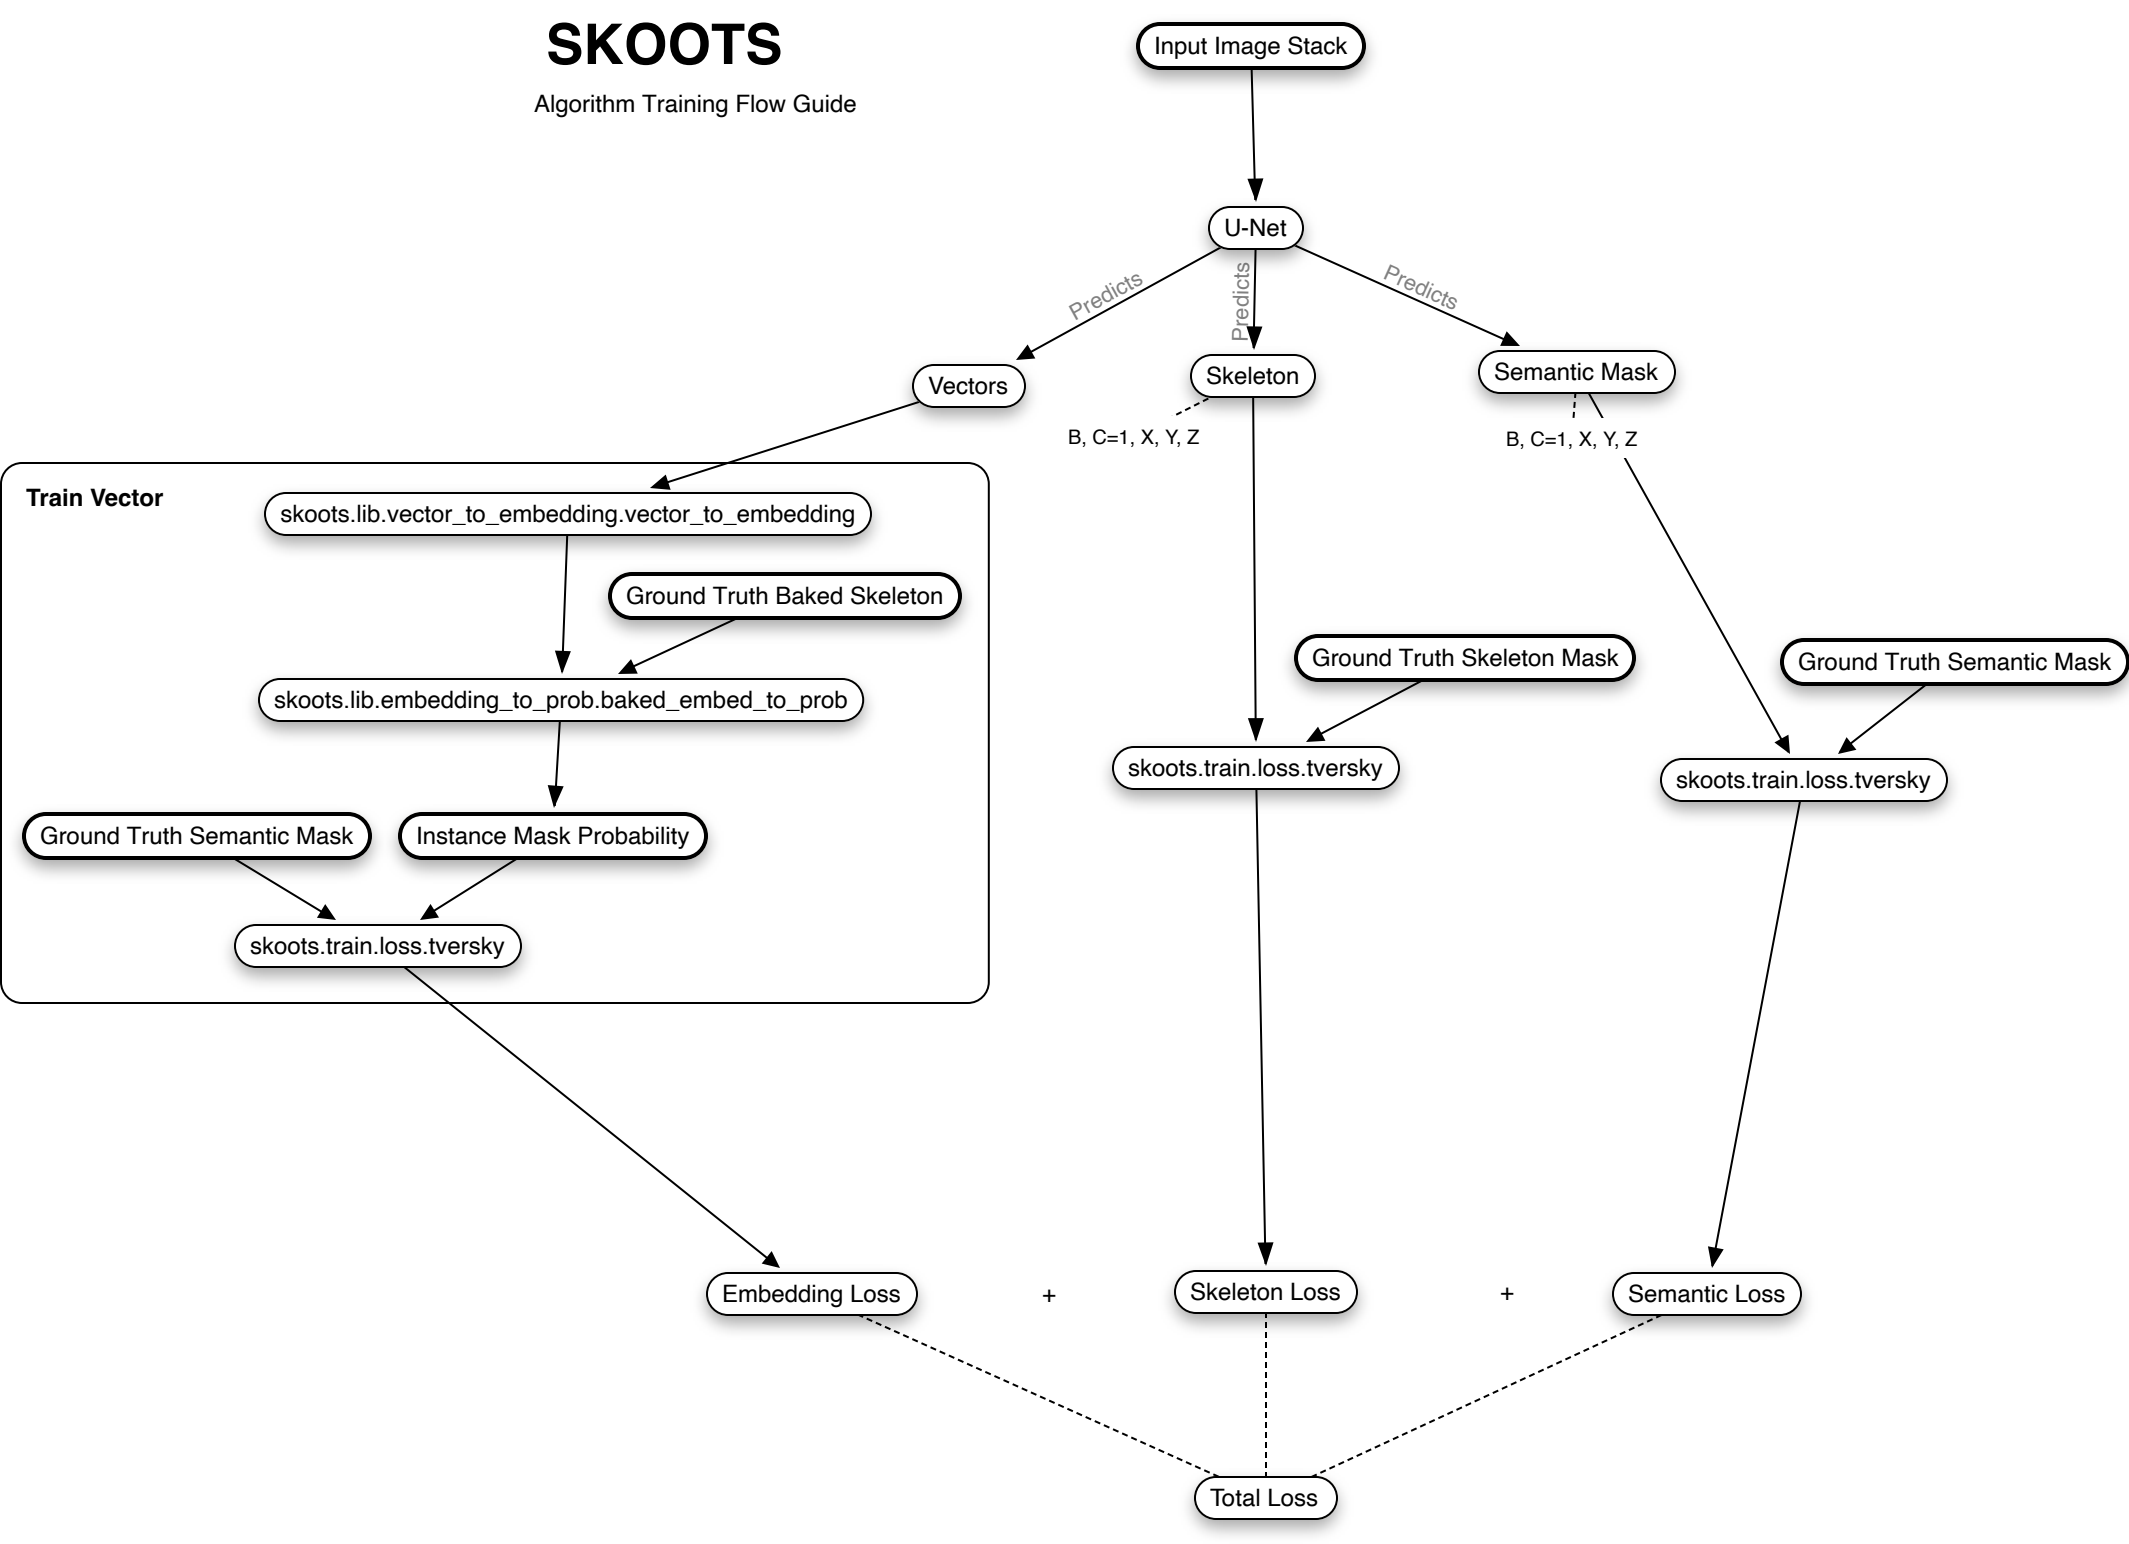 SKOOTS
Algorithm Training Flow Guide
Input Image Stack
U-Net
Predicts
Predicts
Predicts
Vectors
Skeleton
Semantic Mask
B, C=1, X, Y, Z
B, C=1, X, Y, Z
Train Vector
skoots.lib.vector_to_embedding.vector_to_embedding
Ground Truth Baked Skeleton
skoots.lib.embedding_to_prob.baked_embed_to_prob
Ground Truth Semantic Mask
Instance Mask Probability
skoots.train.loss.tversky
Ground Truth Skeleton Mask
skoots.train.loss.tversky
Ground Truth Semantic Mask
skoots.train.loss.tversky
Embedding Loss
+
Skeleton Loss
+
Semantic Loss
Total Loss